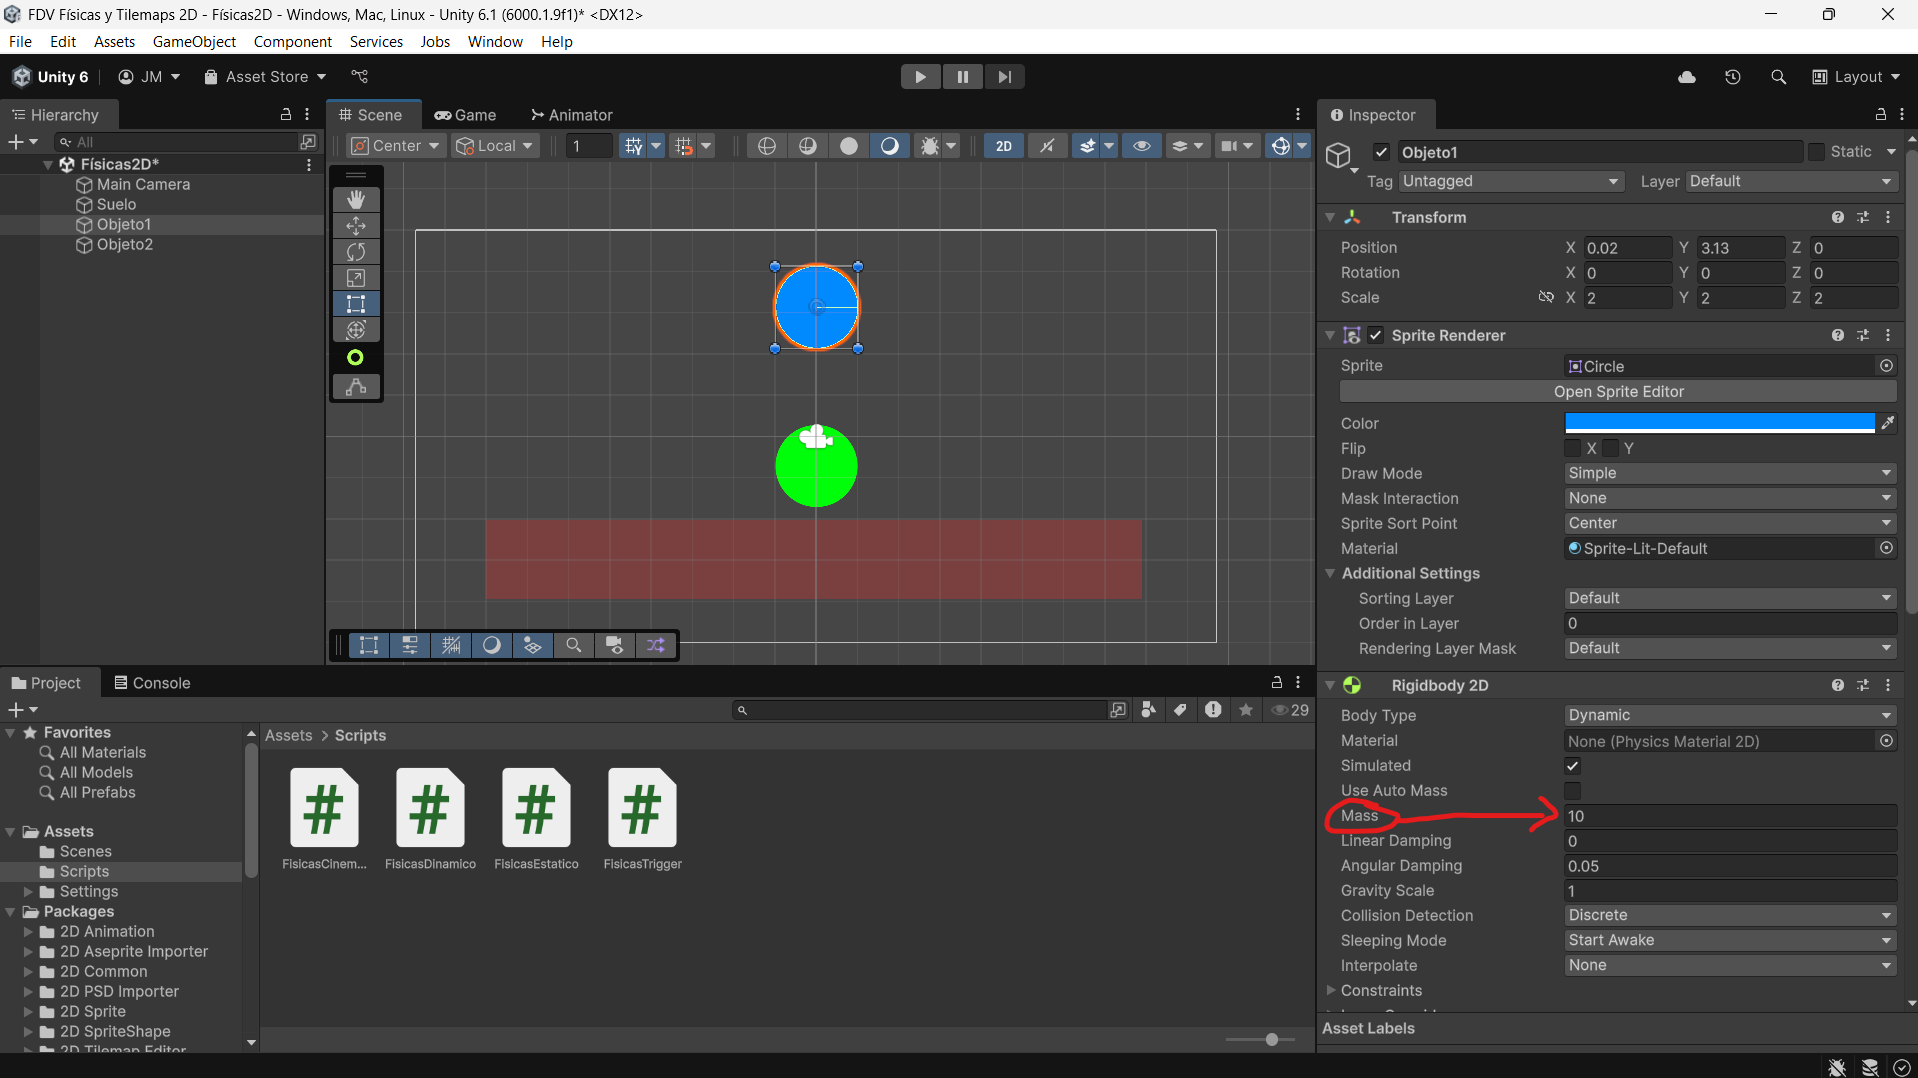 FDV Físicas y Tilemaps 2D - Físicas2D - Windows, Mac, Linux - Unity 6.1 (6000.1.9f1)* <DX12>
File Edit Assets GameObject Component Services Jobs Window Help
Unity 6 JM Asset Store Layout
Hierarchy
All
Físicas2D*
Main Camera
Suelo
Objeto1
Objeto2
Scene Game Animator
Center Local 1 2D
Inspector
Objeto1 Static
Tag Untagged Layer Default
Transform
Position X 0.02 Y 3.13 Z 0
Rotation X 0 Y 0 Z 0
Scale X 2 Y 2 Z 2
Sprite Renderer
Sprite Circle
Open Sprite Editor
Color
Flip X Y
Draw Mode Simple
Mask Interaction None
Sprite Sort Point Center
Material Sprite-Lit-Default
Additional Settings
Sorting Layer Default
Order in Layer 0
Rendering Layer Mask Default
Rigidbody 2D
Body Type Dynamic
Material None (Physics Material 2D)
Simulated
Use Auto Mass
Mass 10
Linear Damping 0
Angular Damping 0.05
Gravity Scale 1
Collision Detection Discrete
Sleeping Mode Start Awake
Interpolate None
Constraints
Asset Labels
Project Console
29
Favorites
All Materials
All Models
All Prefabs
Assets
Scenes
Scripts
Settings
Packages
2D Animation
2D Aseprite Importer
2D Common
2D PSD Importer
2D Sprite
2D SpriteShape
2D Tilemap Editor
Assets > Scripts
FisicasCinem... FisicasDinamico FisicasEstatico FisicasTrigger